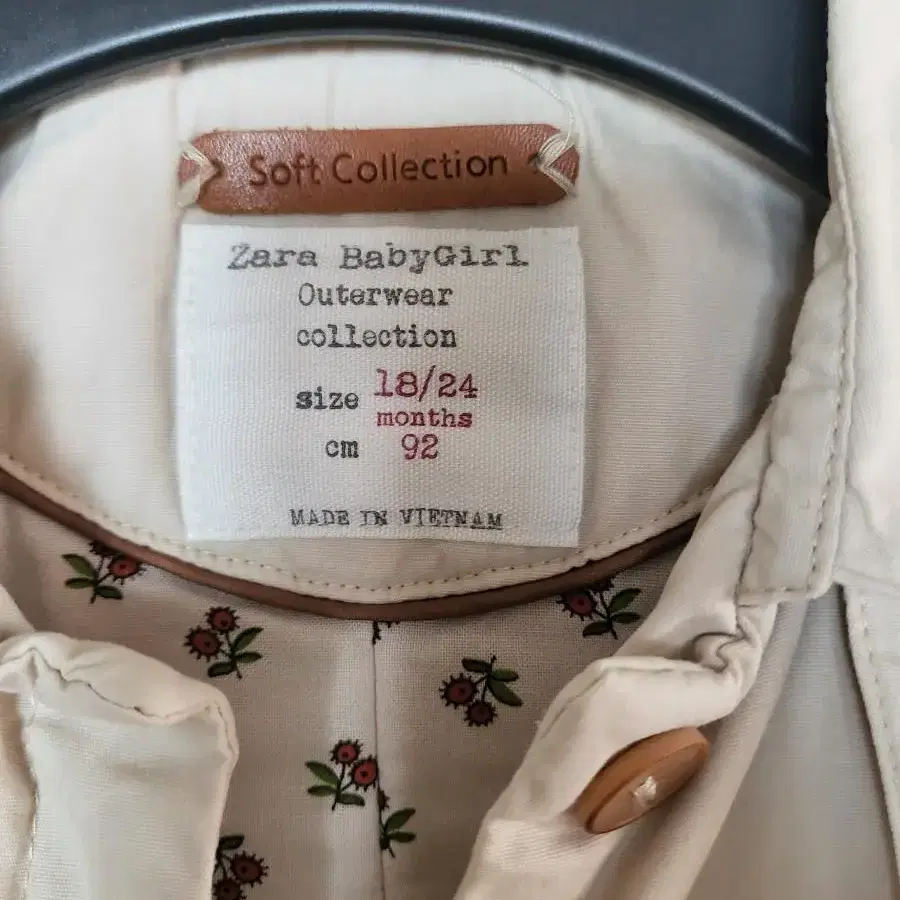 Soft Collection
Zara BabyGirl
Outerwear
collection
size 18/24
months
cm 92
MADE IN VIETNAM